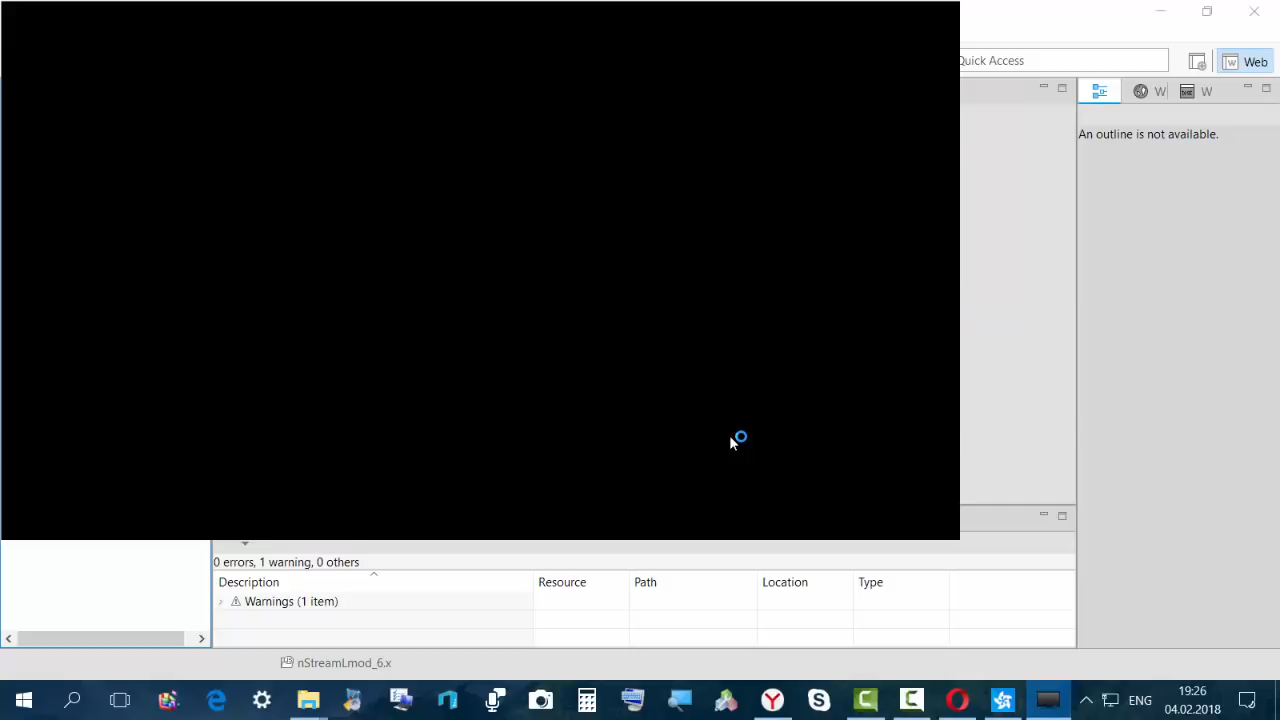 Quick Access
Web
W
W
An outline is not available.
0 errors, 1 warning, 0 others
Description
Resource
Path
Location
Type
Warnings (1 item)
nStreamLmod_6.x
ENG
19:26
04.02.2018